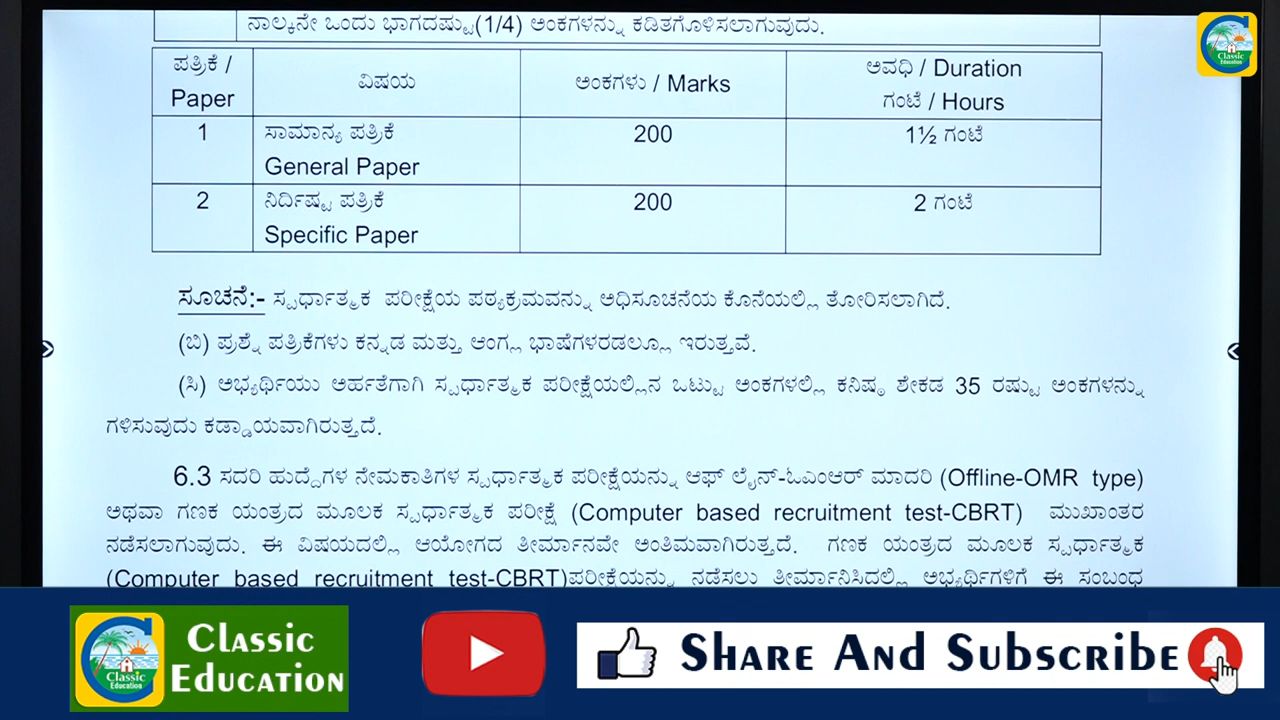 ನಾಲ್ಕನೇ ಒಂದು ಭಾಗದಷ್ಟು(1/4) ಅಂಕಗಳನ್ನು ಕಡಿತಗೊಳಿಸಲಾಗುವುದು.
ಪತ್ರಿಕೆ / Paper ವಿಷಯ ಅಂಕಗಳು / Marks ಅವಧಿ / Duration ಗಂಟೆ / Hours
1 ಸಾಮಾನ್ಯ ಪತ್ರಿಕೆ 200 1½ ಗಂಟೆ
General Paper
2 ನಿರ್ದಿಷ್ಟ ಪತ್ರಿಕೆ 200 2 ಗಂಟೆ
Specific Paper
ಸೂಚನೆ:- ಸ್ಪರ್ಧಾತ್ಮಕ ಪರೀಕ್ಷೆಯ ಪಠ್ಯಕ್ರಮವನ್ನು ಅಧಿಸೂಚನೆಯ ಕೊನೆಯಲ್ಲಿ ತೋರಿಸಲಾಗಿದೆ.
(ಬಿ) ಪ್ರಶ್ನೆ ಪತ್ರಿಕೆಗಳು ಕನ್ನಡ ಮತ್ತು ಆಂಗ್ಲ ಭಾಷೆಗಳರಡಲ್ಲೂ ಇರುತ್ತವೆ.
(ಸಿ) ಅಭ್ಯರ್ಥಿಯು ಅರ್ಹತೆಗಾಗಿ ಸ್ಪರ್ಧಾತ್ಮಕ ಪರೀಕ್ಷೆಯಲ್ಲಿನ ಒಟ್ಟು ಅಂಕಗಳಲ್ಲಿ ಕನಿಷ್ಠ ಶೇಕಡ 35 ರಷ್ಟು ಅಂಕಗಳನ್ನು
ಗಳಿಸುವುದು ಕಡ್ಡಾಯವಾಗಿರುತ್ತದೆ.
6.3 ಸದರಿ ಹುದ್ದೆಗಳ ನೇಮಕಾತಿಗಳ ಸ್ಪರ್ಧಾತ್ಮಕ ಪರೀಕ್ಷೆಯನ್ನು ಆಫ್ ಲೈನ್-ಓಎಂಆರ್ ಮಾದರಿ (Offline-OMR type)
ಅಥವಾ ಗಣಕ ಯಂತ್ರದ ಮೂಲಕ ಸ್ಪರ್ಧಾತ್ಮಕ ಪರೀಕ್ಷೆ (Computer based recruitment test-CBRT) ಮುಖಾಂತರ
ನಡೆಸಲಾಗುವುದು. ಈ ವಿಷಯದಲ್ಲಿ ಆಯೋಗದ ತೀರ್ಮಾನವೇ ಅಂತಿಮವಾಗಿರುತ್ತದೆ. ಗಣಕ ಯಂತ್ರದ ಮೂಲಕ ಸ್ಪರ್ಧಾತ್ಮಕ
(Computer based recruitment test-CBRT)ಪರೀಕ್ಷೆಯನ್ನು ನಡೆಸಲು ತೀರ್ಮಾನಿಸಿದಲ್ಲಿ ಅಭ್ಯರ್ಥಿಗಳಿಗೆ ಈ ಸಂಬಂಧ
Classic Education
Classic Education
Classic
Education
Share And Subscribe